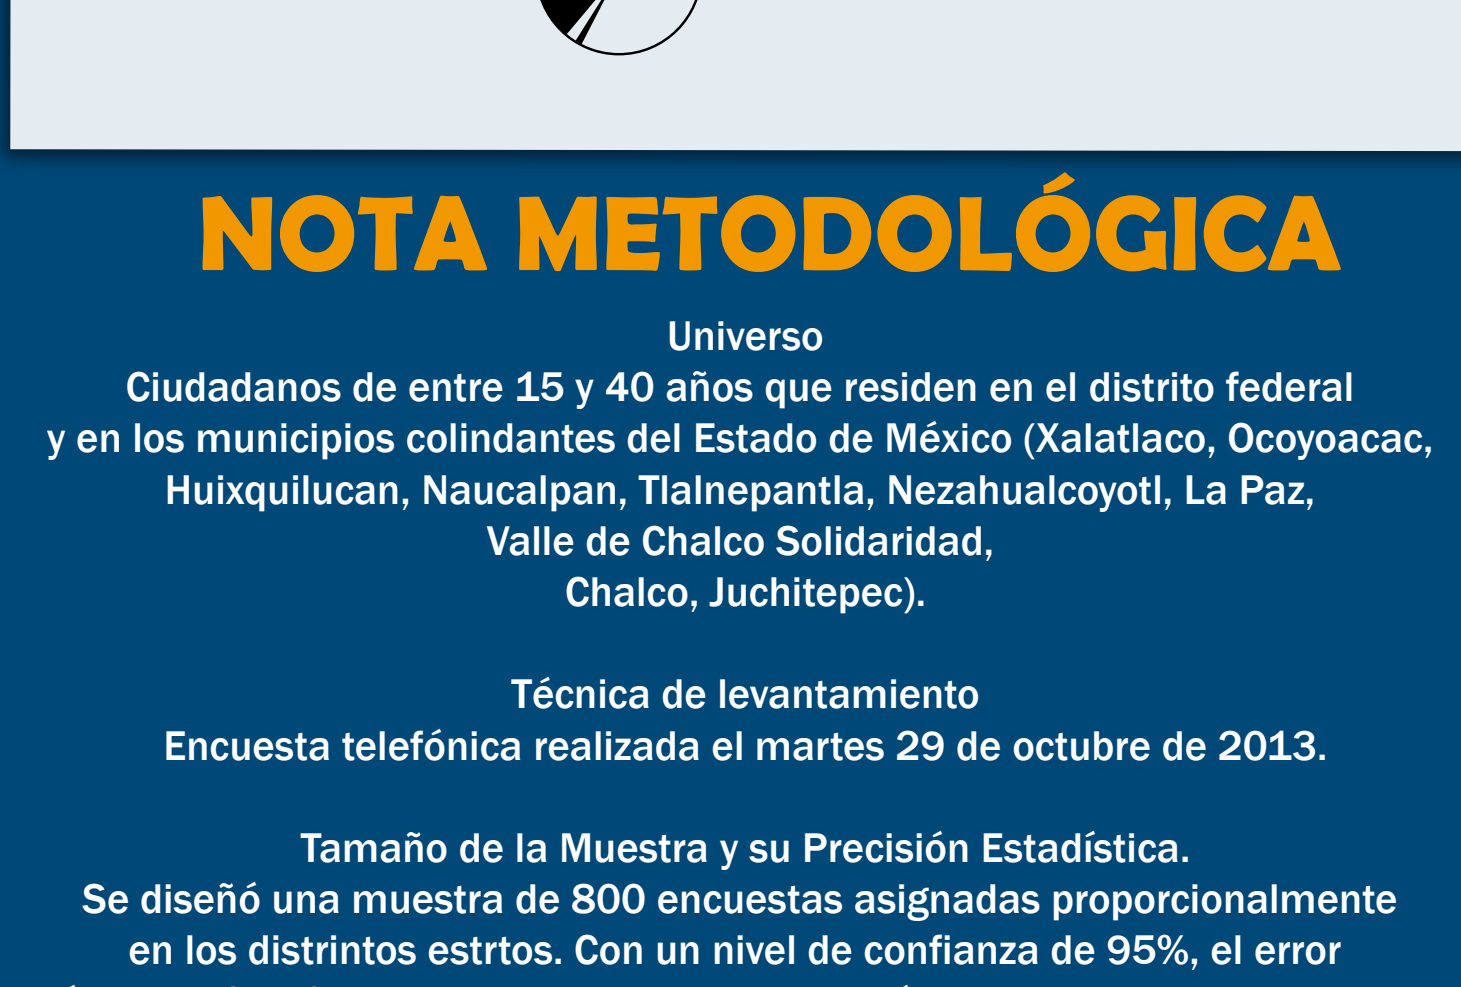 NOTA METODOLÓGICA
Universo
Ciudadanos de entre 15 y 40 años que residen en el distrito federal
y en los municipios colindantes del Estado de México (Xalatlaco, Ocoyoacac,
Huixquilucan, Naucalpan, Tlalnepantla, Nezahualcoyotl, La Paz,
Valle de Chalco Solidaridad,
Chalco, Juchitepec).
Técnica de levantamiento
Encuesta telefónica realizada el martes 29 de octubre de 2013.
Tamaño de la Muestra y su Precisión Estadística.
Se diseñó una muestra de 800 encuestas asignadas proporcionalmente
en los distrintos estrtos. Con un nivel de confianza de 95%, el error